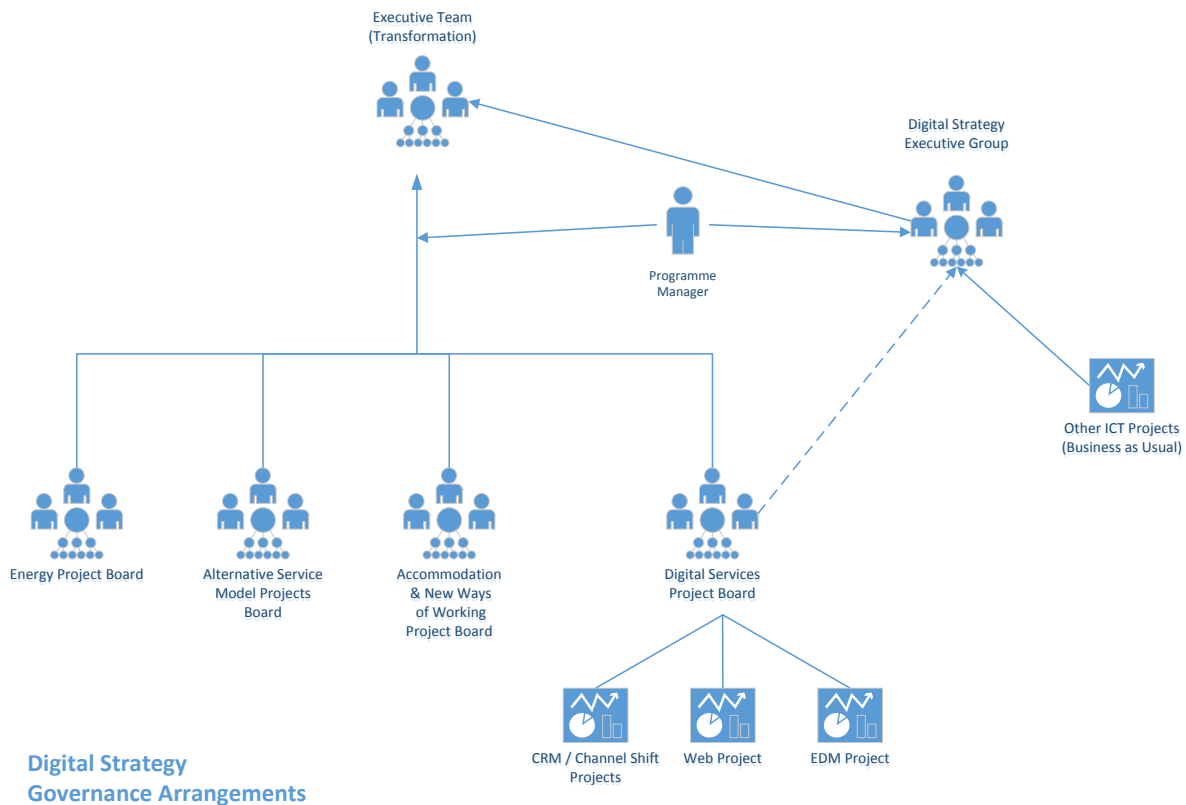 Executive Team
(Transformation)
Digital Strategy
Executive Group
Programme
Manager
Other ICT Projects
(Business as Usual)
Energy Project Board
Alternative Service
Model Projects
Board
Accommodation
& New Ways
of Working
Project Board
Digital Services
Project Board
CRM / Channel Shift
Projects
Web Project
EDM Project
Digital Strategy
Governance Arrangements